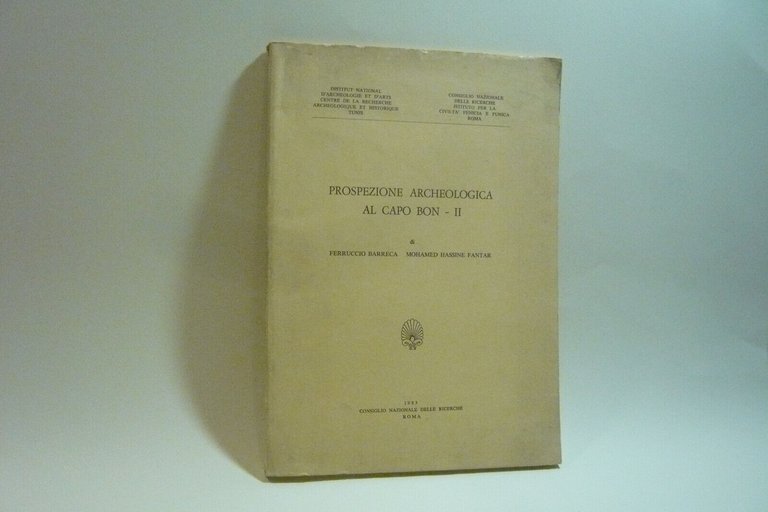 INSTITUT NATIONAL
D'ARCHEOLOGIE ET D'ARTS
CENTRE DE LA RECHERCHE
ARCHEOLOGIQUE ET HISTORIQUE
TUNIS
CONSIGLIO NAZIONALE
DELLE RICERCHE
ISTITUTO PER LA
CIVILTA' FENICIA E PUNICA
ROMA
PROSPEZIONE ARCHEOLOGICA
AL CAPO BON - II
di
FERRUCCIO BARRECA MOHAMED HASSINE FANTAR
1983
CONSIGLIO NAZIONALE DELLE RICERCHE
ROMA